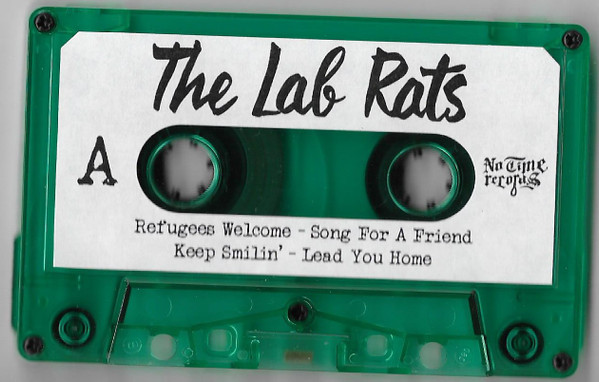 The Lab Rats
A
No Time
records
Refugees Welcome - Song For A Friend
Keep Smilin' - Lead You Home